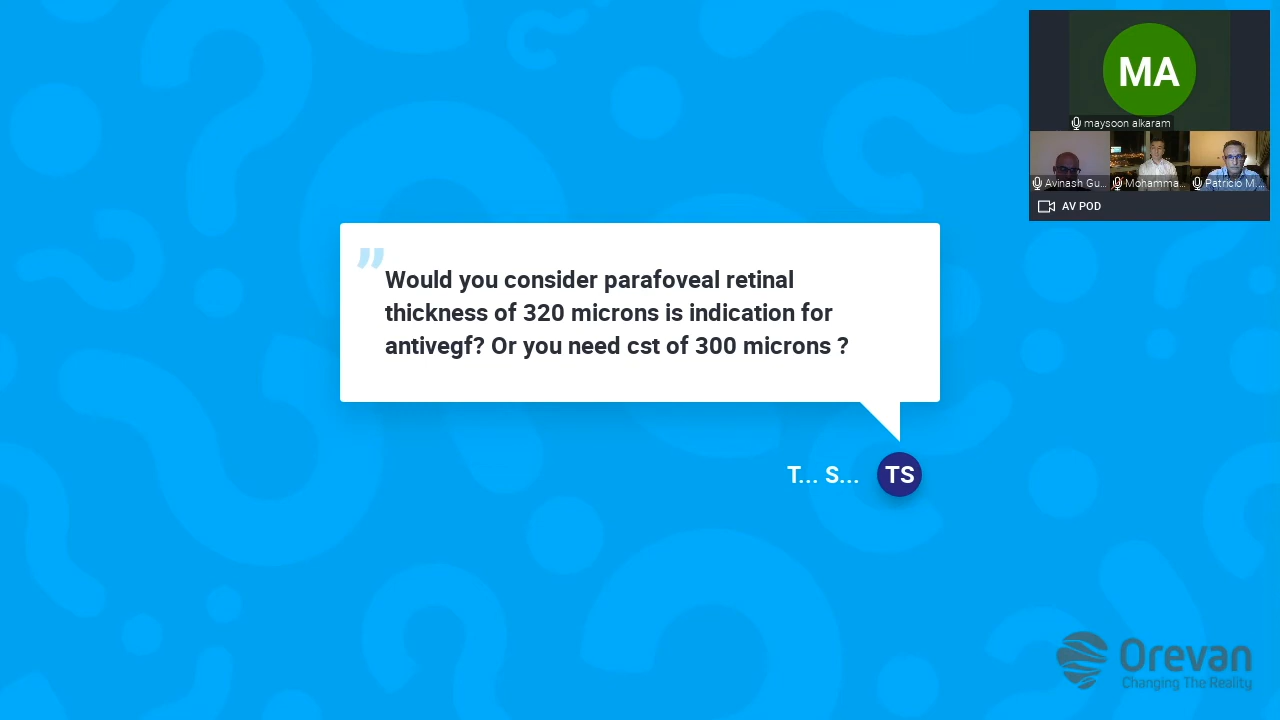 MA
maysoon alkaram
Avinash Gu...
Mohamma...
Patricio M....
AV POD
” Would you consider parafoveal retinal
thickness of 320 microns is indication for
antivegf? Or you need cst of 300 microns ?
T... S...
TS
Orevan
Changing The Reality